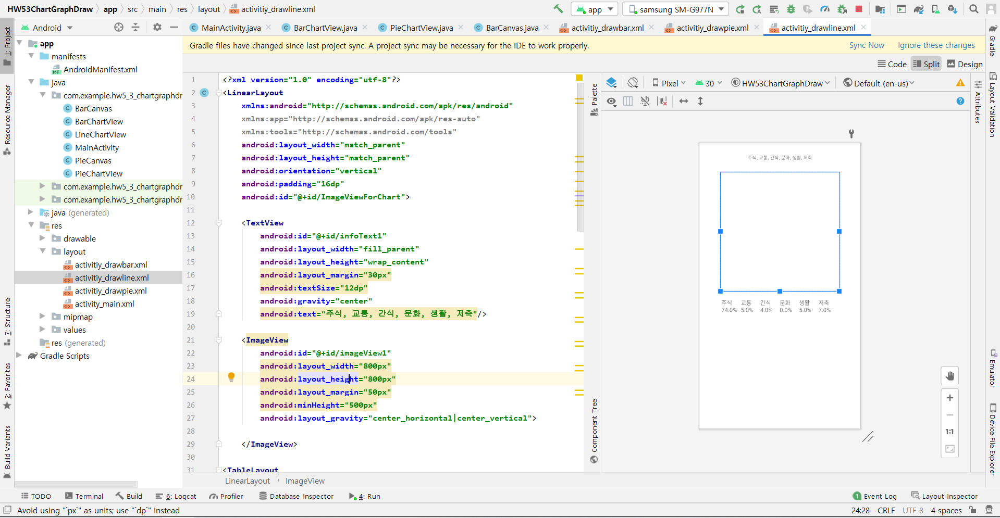 HW53ChartGraphDraw 〉 app 〉 src 〉 main 〉 res 〉 layout 〉 activitiy_drawline.xml
app
samsung SM-G977N
Android
MainActivity.java
BarChartView.java
PieChartView.java
BarCanvas.java
activitiy_drawbar.xml
activitiy_drawpie.xml
activitiy_drawline.xml
Gradle files have changed since last project sync. A project sync may be necessary for the IDE to work properly.
Sync Now
Ignore these changes
Code
Split
Design
1: Project
Resource Manager
7: Structure
2: Favorites
Build Variants
app
manifests
MF AndroidManifest.xml
java
com.example.hw5_3_chartgraphdr
C BarCanvas
C BarChartView
C LineChartView
C MainActivity
C PieCanvas
C PieChartView
com.example.hw5_3_chartgraphdr
com.example.hw5_3_chartgraphdr
java (generated)
res
drawable
layout
activitiy_drawbar.xml
activitiy_drawline.xml
activitiy_drawpie.xml
activity_main.xml
mipmap
values
res (generated)
Gradle Scripts
1 <?xml version="1.0" encoding="utf-8"?>
2 C <LinearLayout
3 xmlns:android="http://schemas.android.com/apk/res/android"
4 xmlns:app="http://schemas.android.com/apk/res-auto"
5 xmlns:tools="http://schemas.android.com/tools"
6 android:layout_width="match_parent"
7 android:layout_height="match_parent"
8 android:orientation="vertical"
9 android:padding="16dp"
10 android:id="@+id/ImageViewForChart">
11
12 <TextView
13 android:id="@+id/infoText1"
14 android:layout_width="fill_parent"
15 android:layout_height="wrap_content"
16 android:layout_margin="30px"
17 android:textSize="12dp"
18 android:gravity="center"
19 android:text="주식, 교통, 간식, 문화, 생활, 저축"/>
20
21 <ImageView
22 android:id="@+id/imageView1"
23 android:layout_width="800px"
24 android:layout_height="800px"
25 android:layout_margin="50px"
26 android:minHeight="500px"
27 android:layout_gravity="center_horizontal|center_vertical">
28
29 </ImageView>
30
31 <TableLayout
LinearLayout 〉 ImageView
Palette
Component Tree
Pixel
30
HW53ChartGraphDraw
Default (en-us)
?
주식, 교통, 간식, 문화, 생활, 저축
주식 교통 간식 문화 생활 저축
74.0% 5.0% 4.0% 0.0% 5.0% 7.0%
1:1
Attributes
Gradle
Layout Validation
Emulator
Device File Explorer
TODO
Terminal
Build
6: Logcat
Profiler
Database Inspector
4: Run
1 Event Log
Layout Inspector
Avoid using "`px`" as units; use "`dp`" instead
24:28 CRLF UTF-8 4 spaces